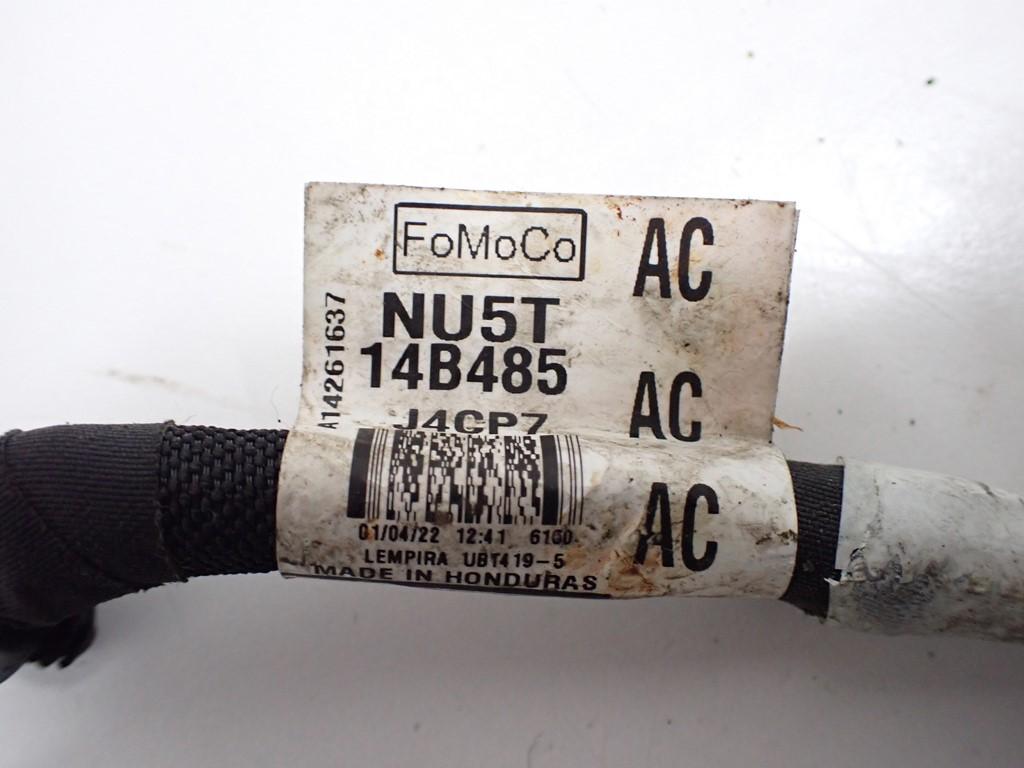 FoMoCo
AC
NU5T
14B485
A14261637
AC
J4CP7
01/04/22 12:41 6100
AC
LEMPIRA UBT419-5
MADE IN HONDURAS